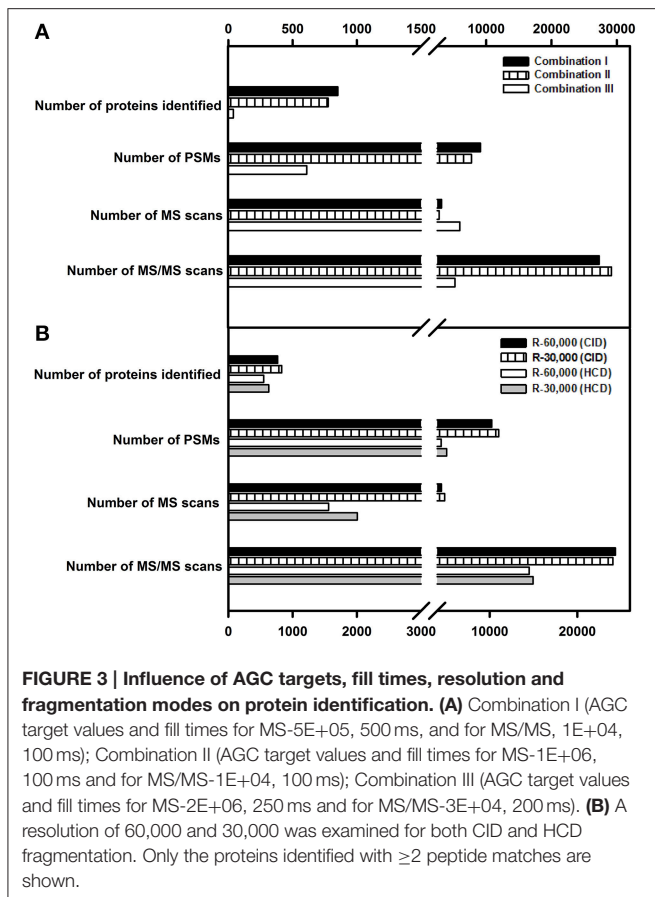 A
0 500 1000 1500 10000 20000 30000
Combination I
Combination II
Combination III
Number of proteins identified
Number of PSMs
Number of MS scans
Number of MS/MS scans
B
R-60,000 (CID)
R-30,000 (CID)
R-60,000 (HCD)
R-30,000 (HCD)
Number of proteins identified
Number of PSMs
Number of MS scans
Number of MS/MS scans
0 1000 2000 3000 10000 20000
FIGURE 3 | Influence of AGC targets, fill times, resolution and
fragmentation modes on protein identification. (A) Combination I (AGC
target values and fill times for MS-5E+05, 500 ms, and for MS/MS, 1E+04,
100 ms); Combination II (AGC target values and fill times for MS-1E+06,
100 ms and for MS/MS-1E+04, 100 ms); Combination III (AGC target values
and fill times for MS-2E+06, 250 ms and for MS/MS-3E+04, 200 ms). (B) A
resolution of 60,000 and 30,000 was examined for both CID and HCD
fragmentation. Only the proteins identified with ≥2 peptide matches are
shown.